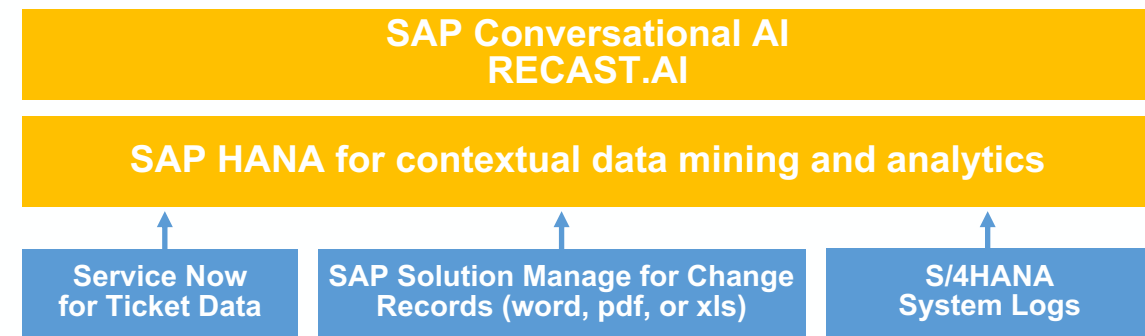 SAP Conversational AI
RECAST.AI
SAP HANA for contextual data mining and analytics
Service Now
for Ticket Data
SAP Solution Manage for Change
Records (word, pdf, or xls)
S/4HANA
System Logs